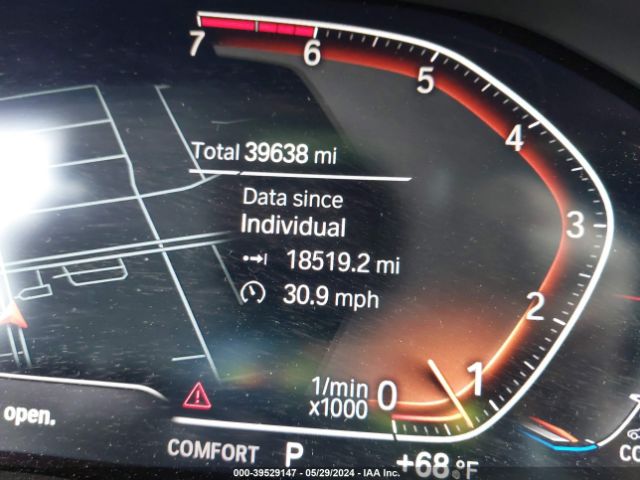 7
6
5
4
3
2
1
0
Total 39638 mi
Data since
Individual
18519.2 mi
30.9 mph
1/min
x1000
open.
COMFORT P +68 °F
CO
000-39529147 - 05/29/2024 - IAA Inc.